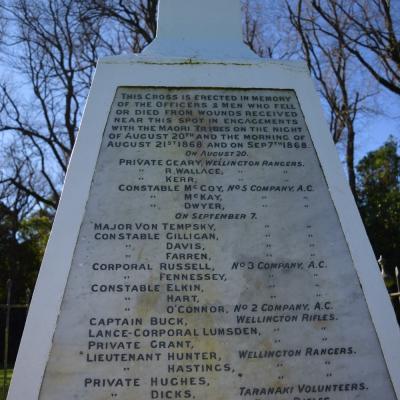 THIS CROSS IS ERECTED IN MEMORY
OF THE OFFICERS & MEN WHO FELL
OR DIED FROM WOUNDS RECEIVED
NEAR THIS SPOT IN ENGAGEMENTS
WITH THE MAORI TRIBES ON THE NIGHT
OF AUGUST 20TH AND THE MORNING OF
AUGUST 21ST 1868 AND ON SEPT 7TH 1868.
ON AUGUST 20.
PRIVATE GEARY, WELLINGTON RANGERS.
" R. WALLACE, " "
" KERR, " "
CONSTABLE MCCOY, NO 5 COMPANY, A.C.
" MCKAY, " "
" DWYER, " "
ON SEPTEMBER 7.
MAJOR VON TEMPSKY, " "
CONSTABLE GILLIGAN, " "
" DAVIS, " "
" FARREN, " "
CORPORAL RUSSELL, NO 3 COMPANY, A.C.
" FENNESSEY, " "
CONSTABLE ELKIN, " "
" HART, " "
" O'CONNOR, NO 2 COMPANY, A.C.
CAPTAIN BUCK, WELLINGTON RIFLES.
LANCE-CORPORAL LUMSDEN, " "
PRIVATE GRANT, " "
LIEUTENANT HUNTER, WELLINGTON RANGERS.
" HASTINGS, " "
PRIVATE HUGHES, TARANAKI VOLUNTEERS.
" DICKS,